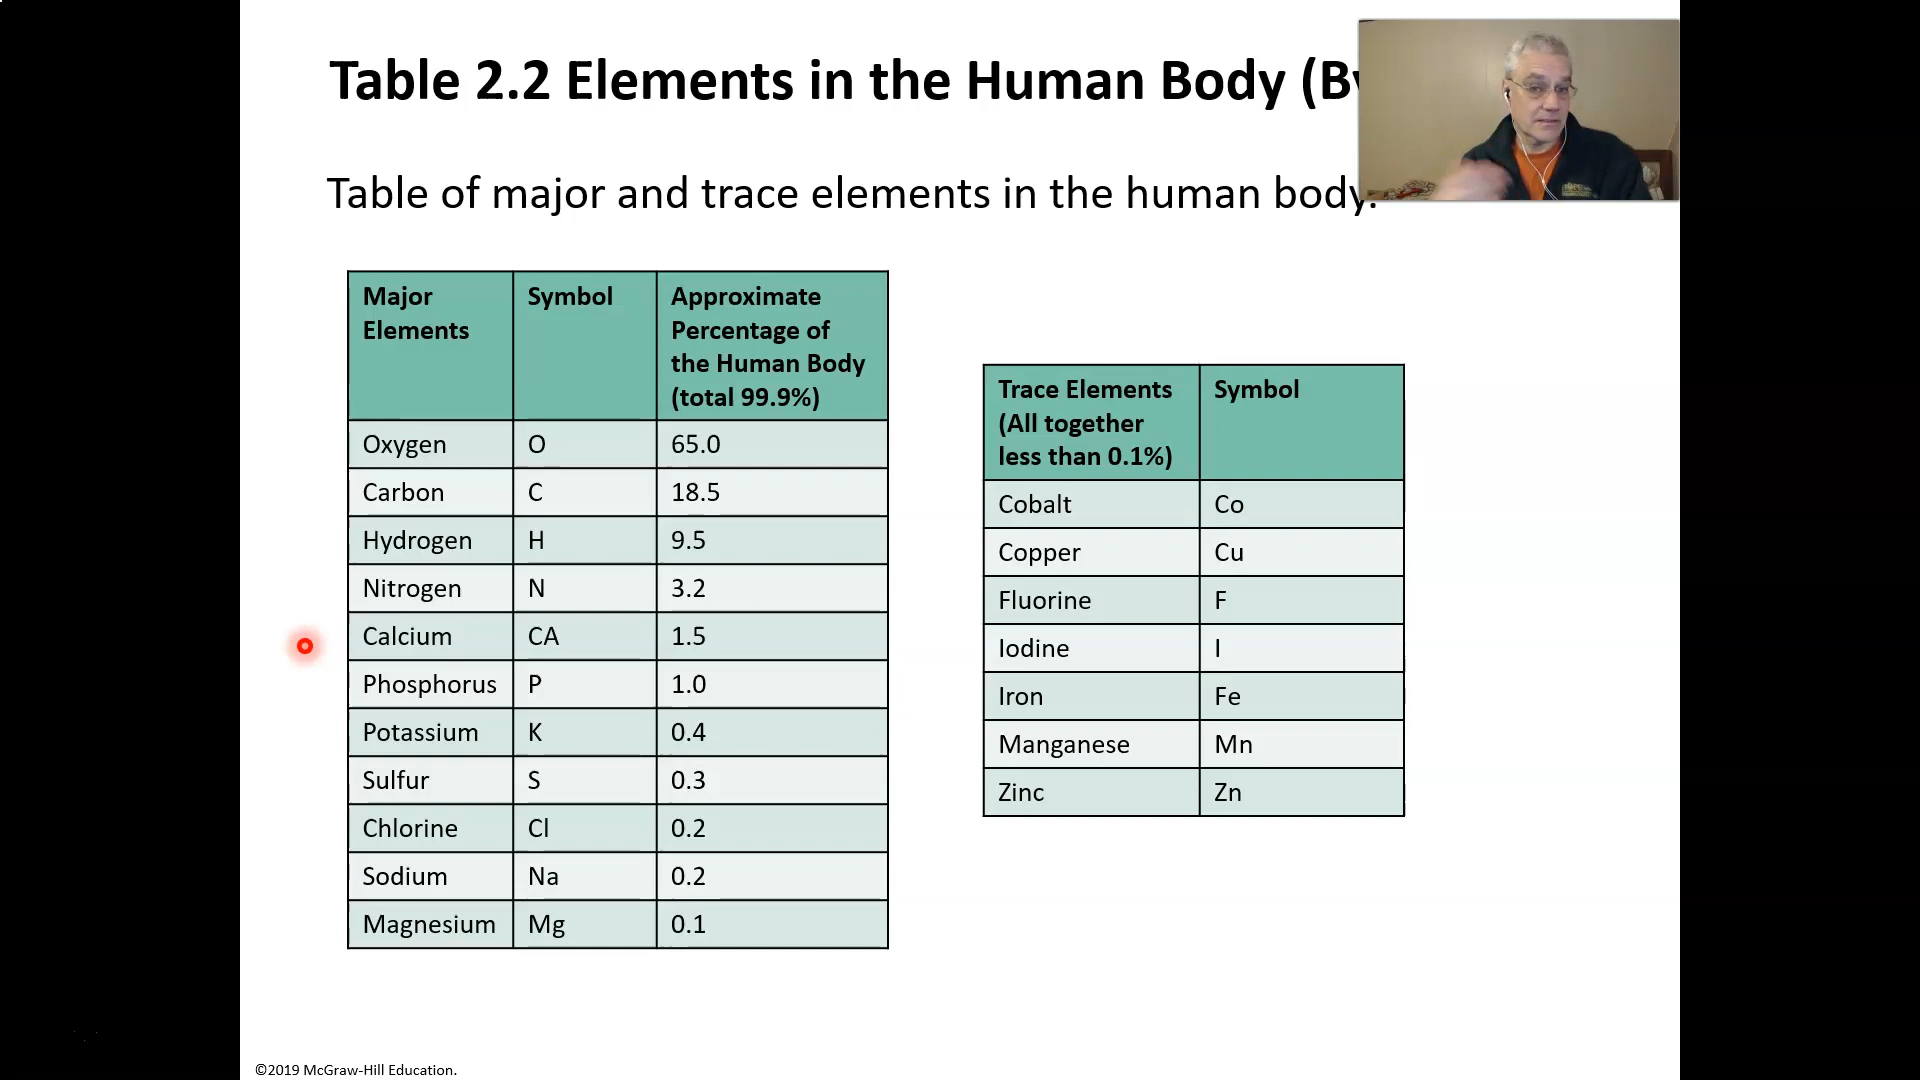 Table 2.2 Elements in the Human Body (By
Table of major and trace elements in the human body.
Major Elements Symbol Approximate Percentage of the Human Body (total 99.9%)
Oxygen O 65.0
Carbon C 18.5
Hydrogen H 9.5
Nitrogen N 3.2
Calcium CA 1.5
Phosphorus P 1.0
Potassium K 0.4
Sulfur S 0.3
Chlorine Cl 0.2
Sodium Na 0.2
Magnesium Mg 0.1
Trace Elements (All together less than 0.1%) Symbol
Cobalt Co
Copper Cu
Fluorine F
Iodine I
Iron Fe
Manganese Mn
Zinc Zn
©2019 McGraw-Hill Education.